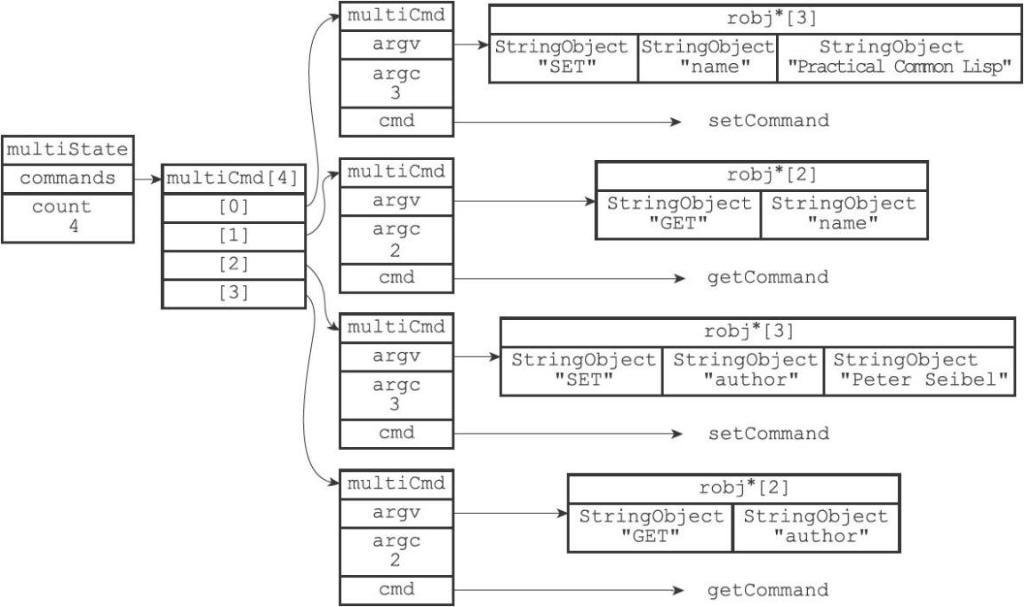 multiState
commands
count
4
multiCmd[4]
[0]
[1]
[2]
[3]
multiCmd
argv
argc
3
cmd
robj*[3]
StringObject
"SET"
StringObject
"name"
StringObject
"Practical Common Lisp"
setCommand
multiCmd
argv
argc
2
cmd
robj*[2]
StringObject
"GET"
StringObject
"name"
getCommand
multiCmd
argv
argc
3
cmd
robj*[3]
StringObject
"SET"
StringObject
"author"
StringObject
"Peter Seibel"
setCommand
multiCmd
argv
argc
2
cmd
robj*[2]
StringObject
"GET"
StringObject
"author"
getCommand